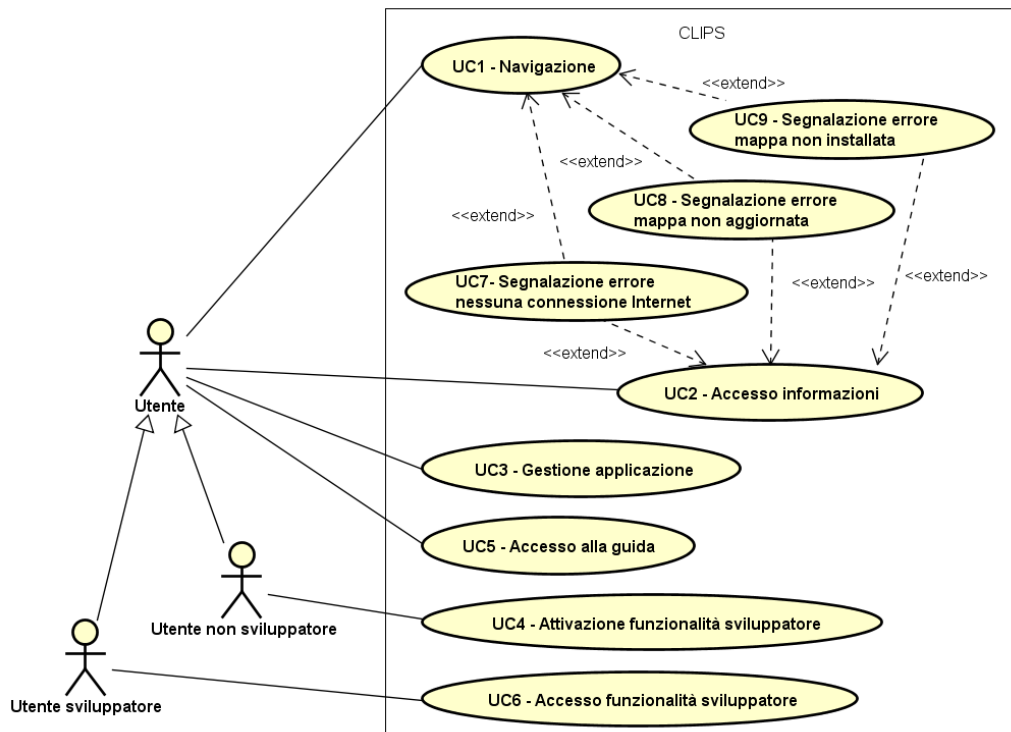 CLIPS
UC1 - Navigazione
<<extend>>
UC9 - Segnalazione errore
mappa non installata
<<extend>>
UC8 - Segnalazione errore
mappa non aggiornata
<<extend>>
UC7- Segnalazione errore
nessuna connessione Internet
<<extend>>
<<extend>>
<<extend>>
UC2 - Accesso informazioni
Utente
UC3 - Gestione applicazione
UC5 - Accesso alla guida
UC4 - Attivazione funzionalità sviluppatore
Utente non sviluppatore
UC6 - Accesso funzionalità sviluppatore
Utente sviluppatore